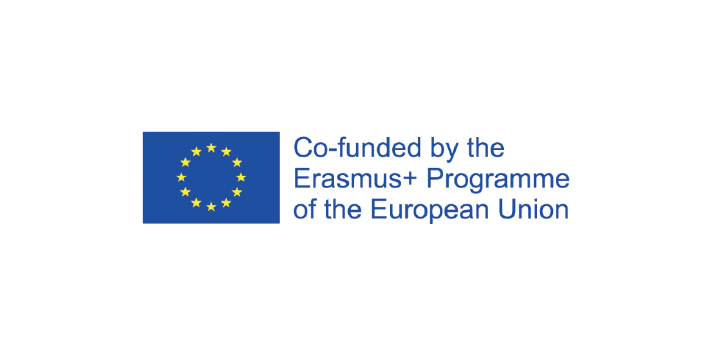 Co-funded by the
Erasmus+ Programme
of the European Union